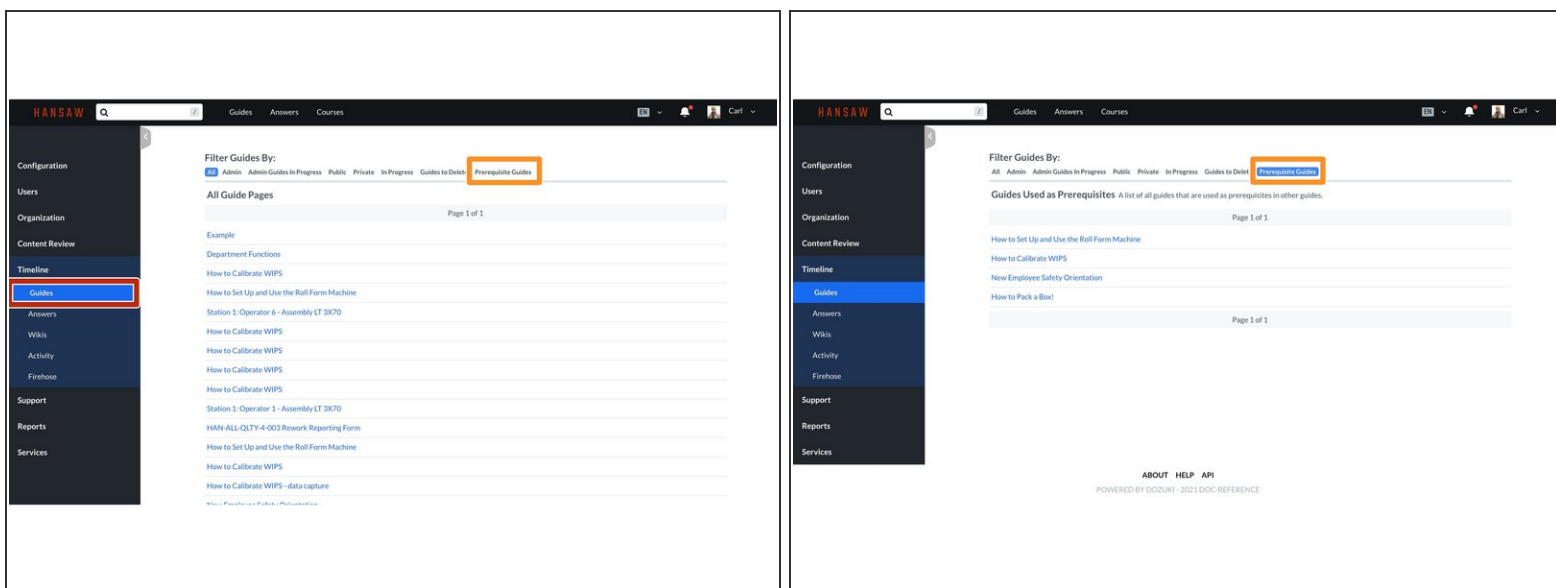 HANSAW
/
Guides Answers Courses
EN
Carl
Configuration
Users
Organization
Content Review
Timeline
Guides
Answers
Wikis
Activity
Firehose
Support
Reports
Services
Filter Guides By:
All Admin Admin Guides In Progress Public Private In Progress Guides to Delet Prerequisite Guides
All Guide Pages
Page 1 of 1
Example
Department Functions
How to Calibrate WIPS
How to Set Up and Use the Roll Form Machine
Station 1: Operator 6 - Assembly LT 3X70
How to Calibrate WIPS
How to Calibrate WIPS
How to Calibrate WIPS
How to Calibrate WIPS
Station 1: Operator 1 - Assembly LT 3X70
HAN-ALL-QLTY-4-003 Rework Reporting Form
How to Set Up and Use the Roll Form Machine
How to Calibrate WIPS
How to Calibrate WIPS - data capture
New Employee Safety Orientation
HANSAW
/
Guides Answers Courses
EN
Carl
Configuration
Users
Organization
Content Review
Timeline
Guides
Answers
Wikis
Activity
Firehose
Support
Reports
Services
Filter Guides By:
All Admin Admin Guides In Progress Public Private In Progress Guides to Delet Prerequisite Guides
Guides Used as Prerequisites A list of all guides that are used as prerequisites in other guides.
Page 1 of 1
How to Set Up and Use the Roll Form Machine
How to Calibrate WIPS
New Employee Safety Orientation
How to Pack a Box!
Page 1 of 1
ABOUT HELP API
POWERED BY DOZUKI - 2021 DOC-REFERENCE